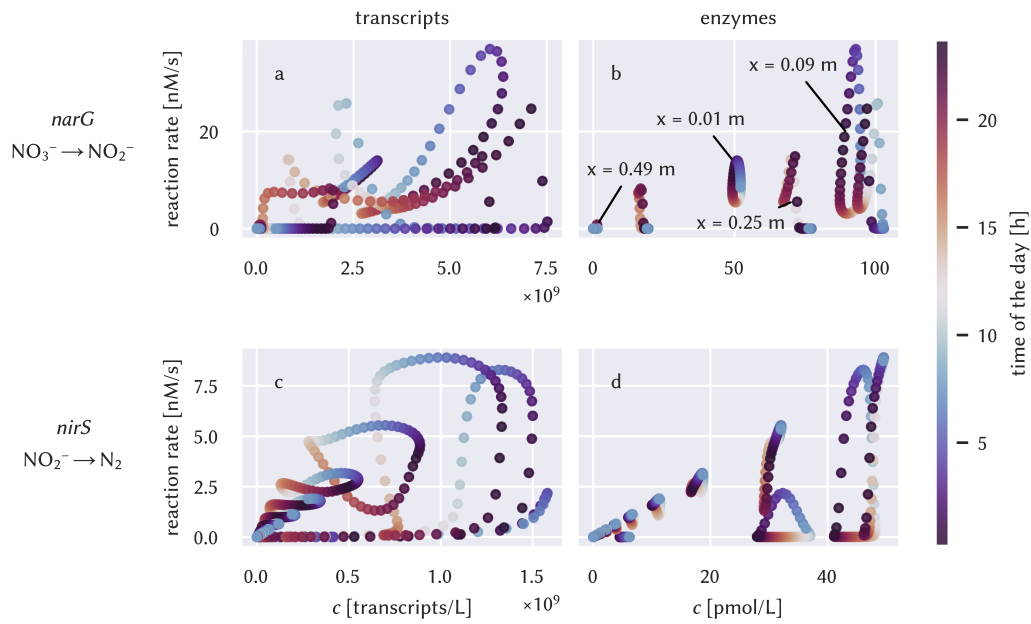 transcripts
enzymes
narG
NO₃⁻→NO₂⁻
reaction rate [nM/s]
20
0
a
0.0
2.5
5.0
7.5
×10⁹
b
x = 0.09 m
x = 0.01 m
x = 0.49 m
x = 0.25 m
0
50
100
nirS
NO₂⁻→N₂
reaction rate [nM/s]
7.5
5.0
2.5
0.0
c
0.0
0.5
1.0
1.5
×10⁹
c [transcripts/L]
d
0
20
40
c [pmol/L]
20
15
10
5
time of the day [h]